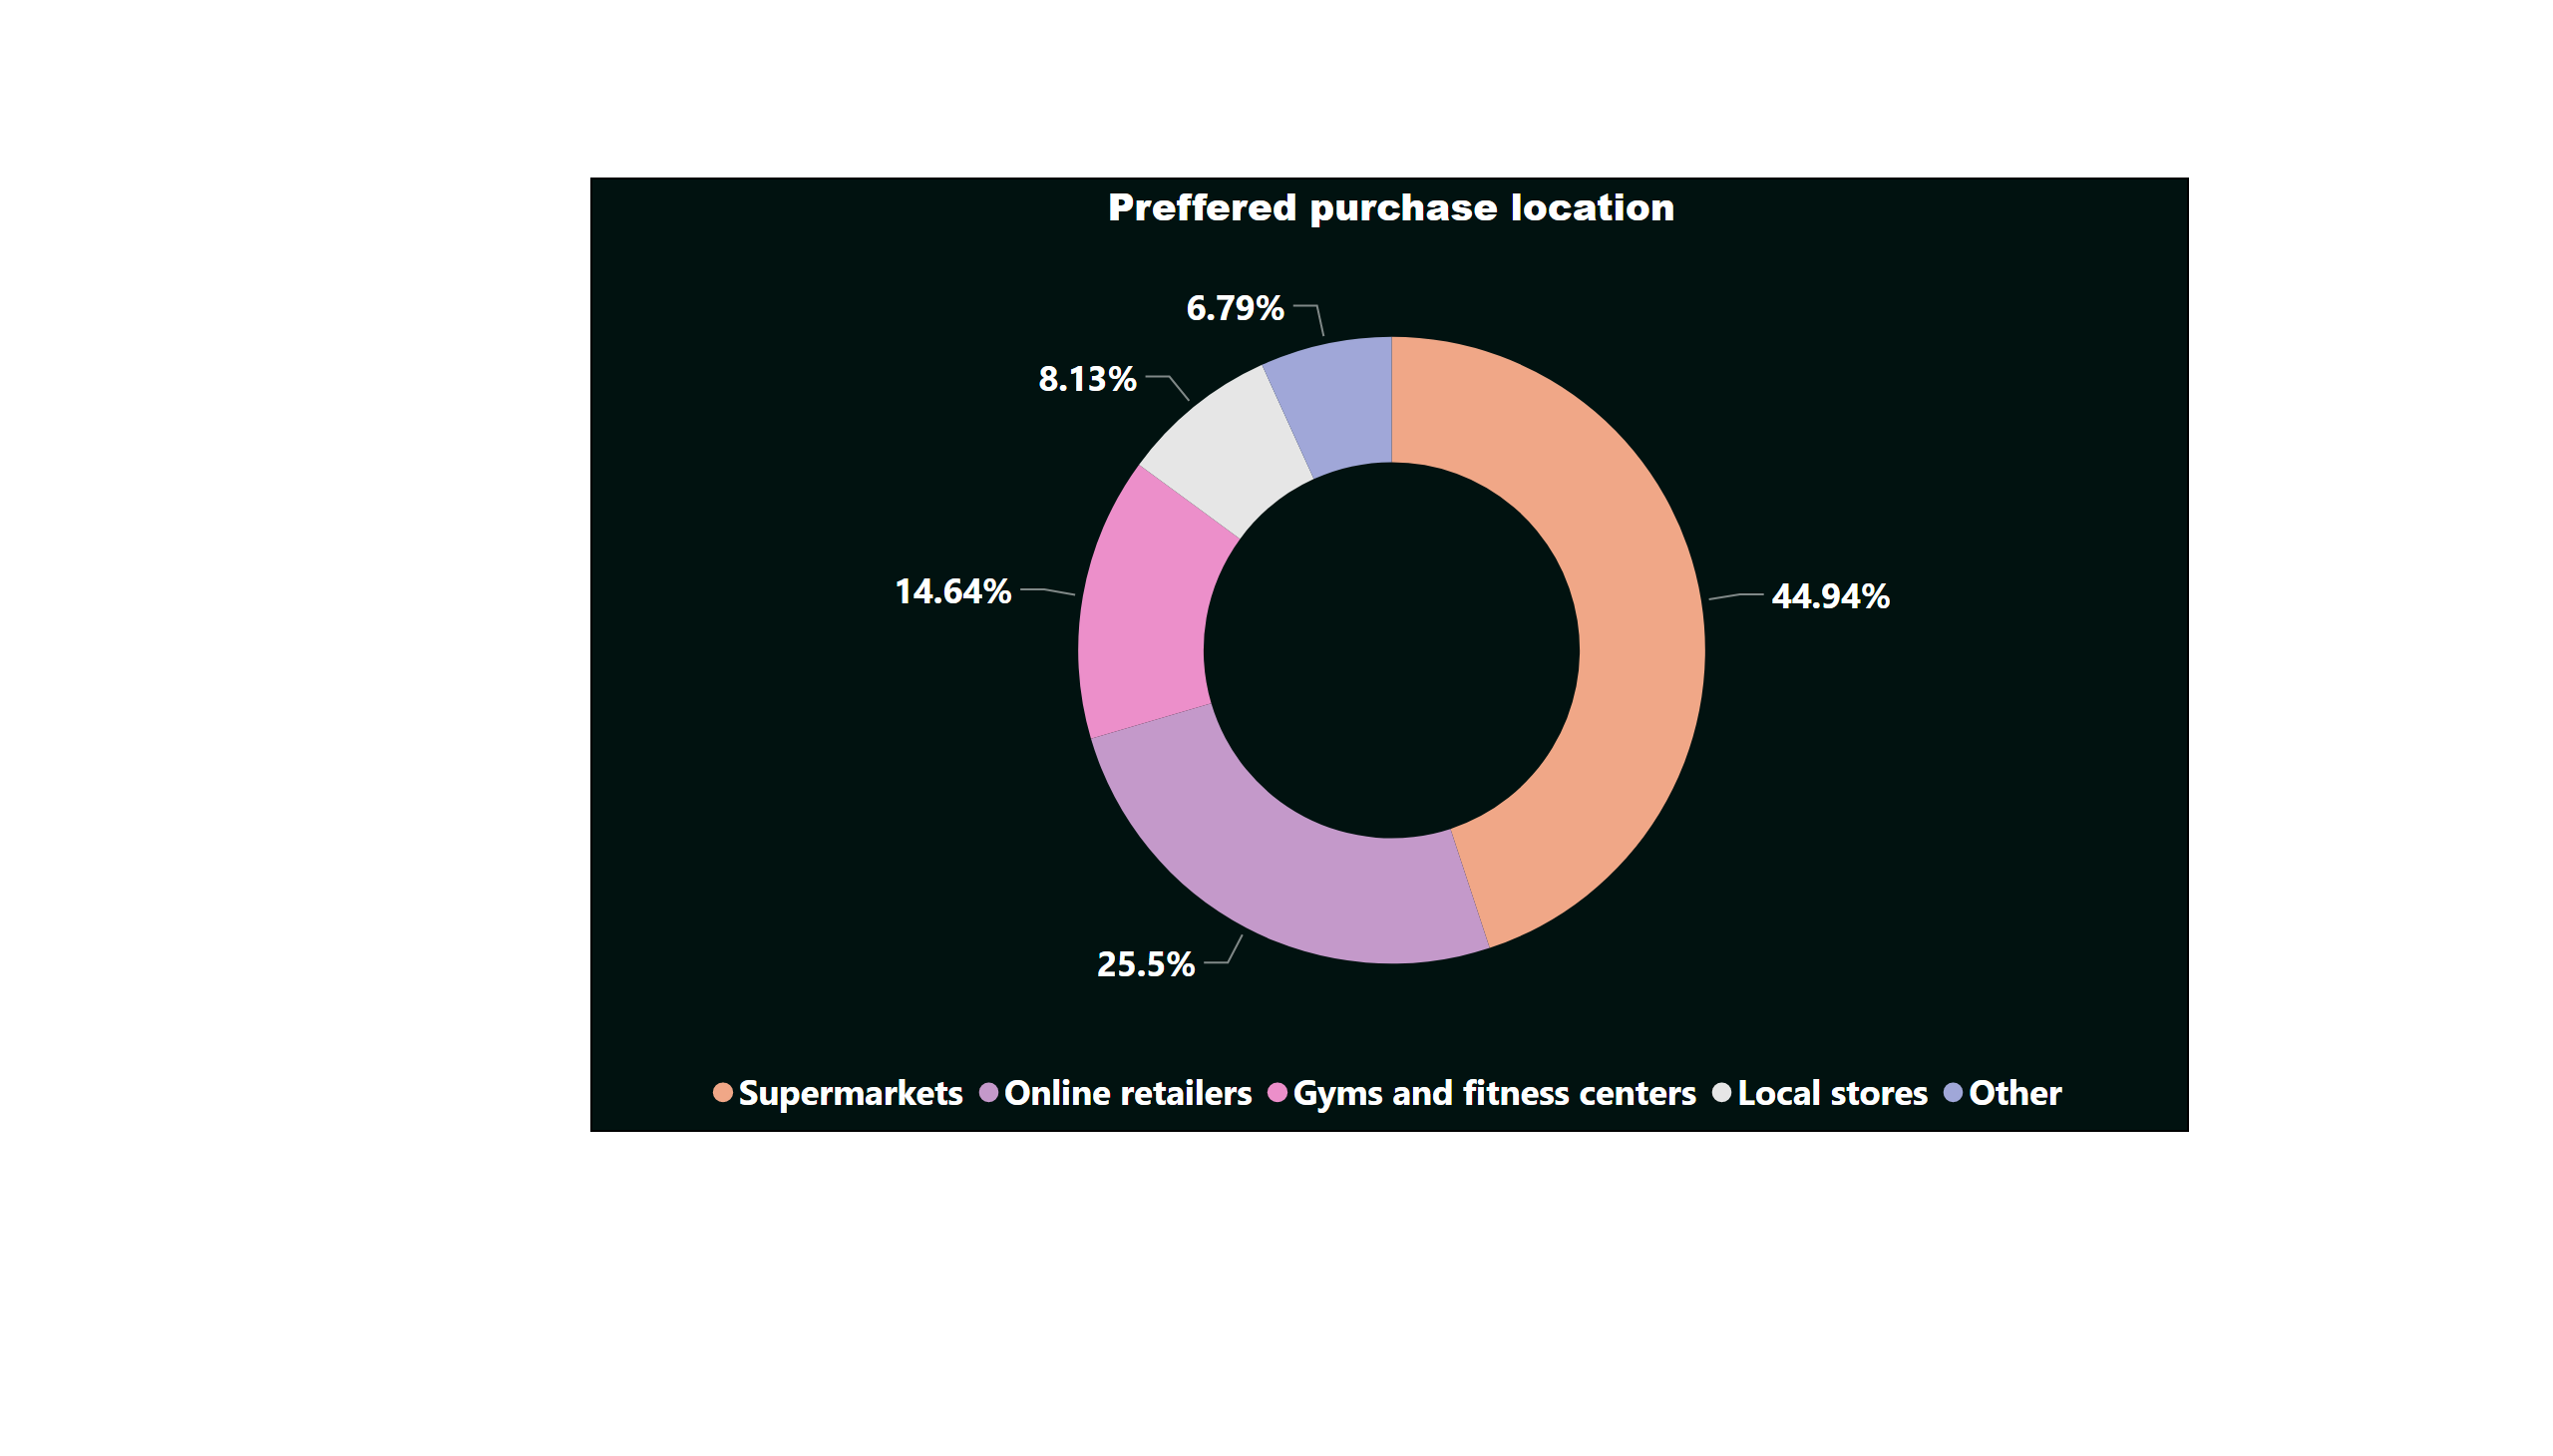 Preffered purchase location
6.79%
8.13%
14.64%
44.94%
25.5%
Supermarkets Online retailers Gyms and fitness centers Local stores Other